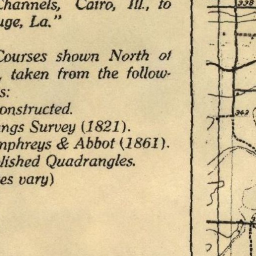 Channels, Cairo, Ill., to
uge, La."
Courses shown North of
, taken from the follow-
s:
onstructed.
ngs Survey (1821).
mphreys & Abbot (1861).
lished Quadrangles.
es vary)